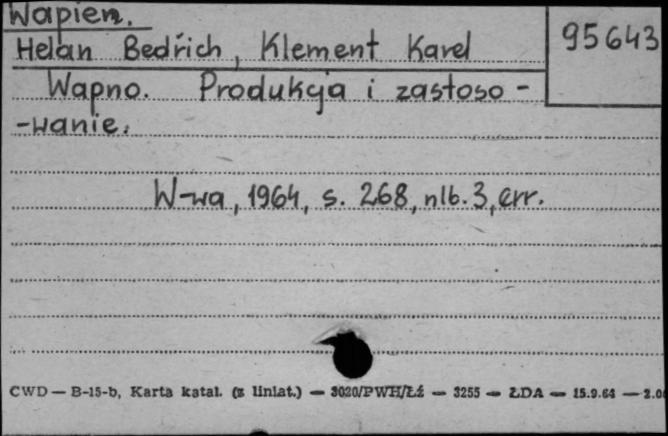 Wapień.
Helan Bedřich, Klement Karel
95643
Wapno. Produkcja i zastoso-
-wanie.
W-wa, 1964, s. 268, nlb. 3, err.
CWD — B-15-b, Karta katal. (z liniat.) — 3020/PWH/Łź — 3255 — ŁDA — 15.9.64 — 2.0